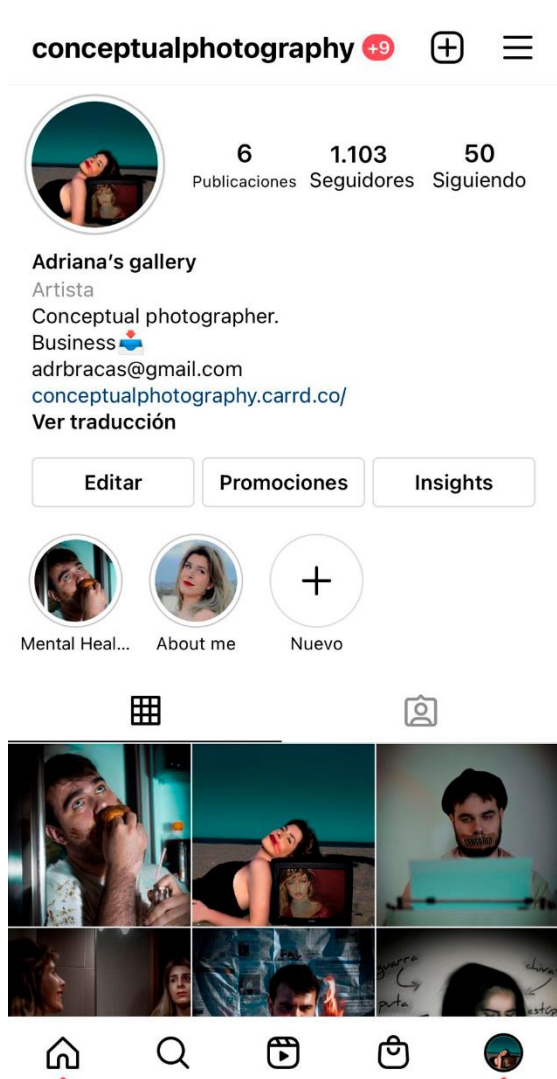 conceptualphotography +9
6 1.103 50
Publicaciones Seguidores Siguiendo
Adriana’s gallery
Artista
Conceptual photographer.
Business
adrbracas@gmail.com
conceptualphotography.carrd.co/
Ver traducción
Editar Promociones Insights
Mental Heal... About me Nuevo
puta